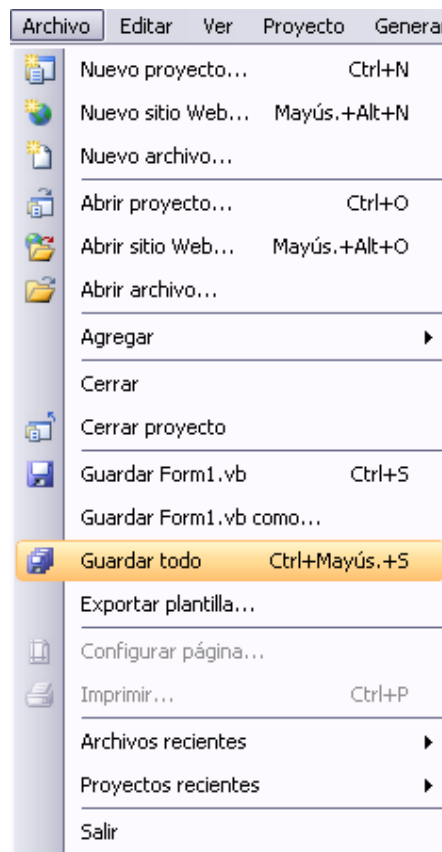 Archivo Editar Ver Proyecto Genera
Nuevo proyecto... Ctrl+N
Nuevo sitio Web... Mayús.+Alt+N
Nuevo archivo...
Abrir proyecto... Ctrl+O
Abrir sitio Web... Mayús.+Alt+O
Abrir archivo...
Agregar
Cerrar
Cerrar proyecto
Guardar Form1.vb Ctrl+S
Guardar Form1.vb como...
Guardar todo Ctrl+Mayús.+S
Exportar plantilla...
Configurar página...
Imprimir... Ctrl+P
Archivos recientes
Proyectos recientes
Salir